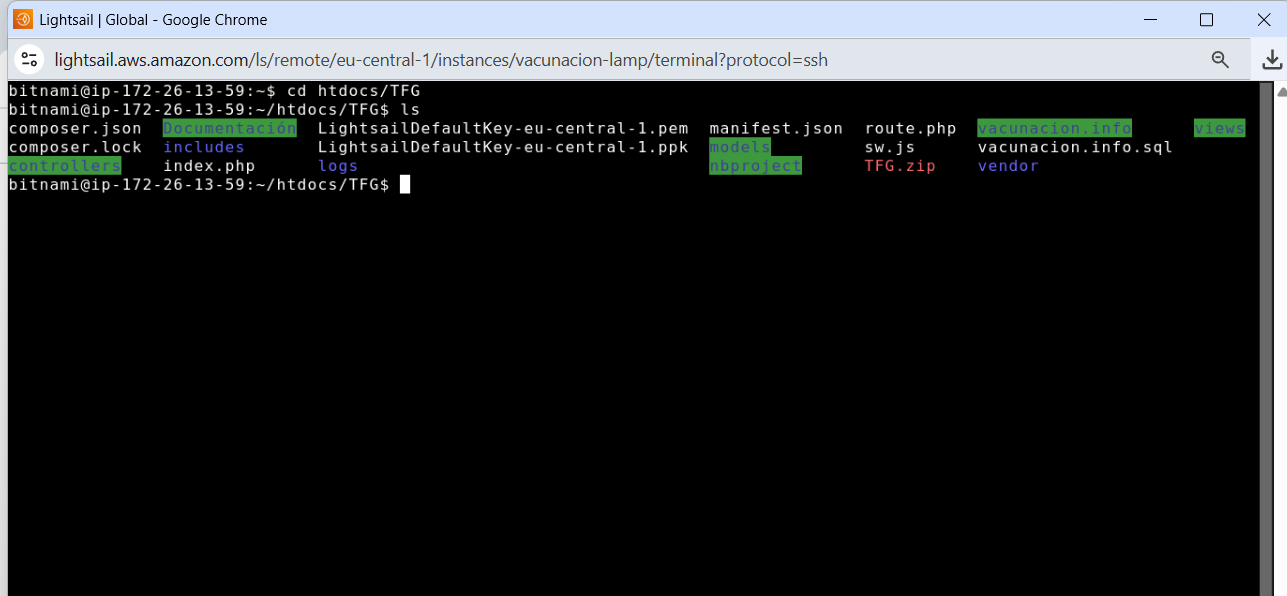 Lightsail | Global - Google Chrome
lightsail.aws.amazon.com/ls/remote/eu-central-1/instances/vacunacion-lamp/terminal?protocol=ssh
bitnami@ip-172-26-13-59:~$ cd htdocs/TFG
bitnami@ip-172-26-13-59:~/htdocs/TFG$ ls
composer.json  Documentación  LightsailDefaultKey-eu-central-1.pem  manifest.json  route.php  vacunacion.info  views
composer.lock  includes  LightsailDefaultKey-eu-central-1.ppk  models  sw.js  vacunacion.info.sql
controllers  index.php  logs  nbproject  TFG.zip  vendor
bitnami@ip-172-26-13-59:~/htdocs/TFG$